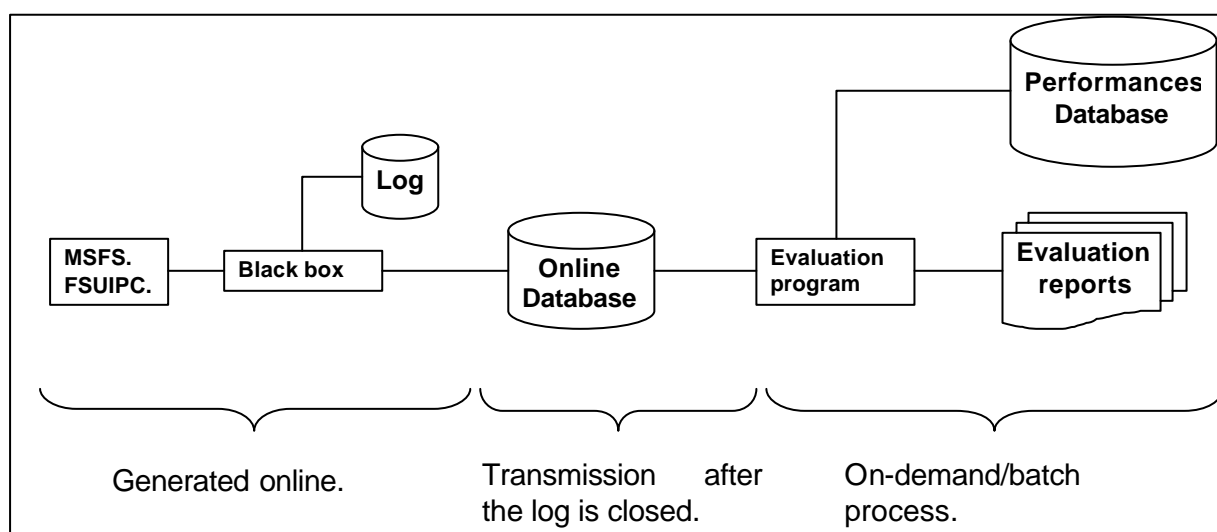 Performances
Database
Log
MSFS.
FSUIPC.
Black box
Online
Database
Evaluation
program
Evaluation
reports
Generated online.
Transmission after
the log is closed.
On-demand/batch
process.